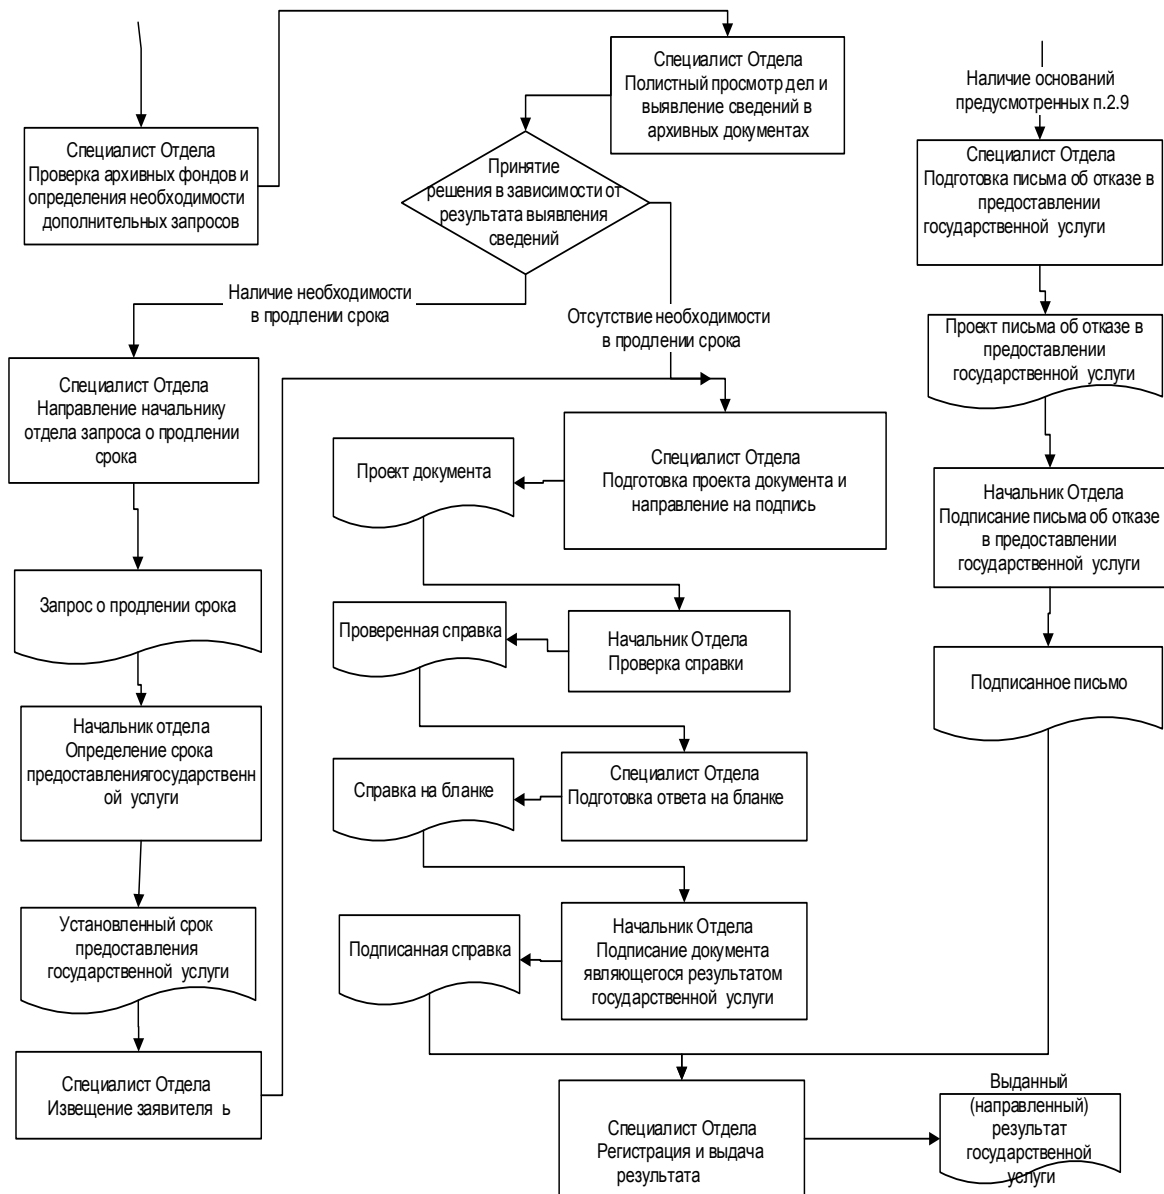 Специалист Отдела
Полистный просмотр дел и
выявление сведений в
архивных документах
Наличие оснований
предусмотренных п.2.9
Специалист Отдела
Проверка архивных фондов и
определения необходимости
дополнительных запросов
Принятие
решения в зависимости от
результата выявления
сведений
Специалист Отдела
Подготовка письма об отказе в
предоставлении
государственной услуги
Наличие необходимости
в продлении срока
Отсутствие необходимости
в продлении срока
Проект письма об отказе в
предоставлении
государственной услуги
Специалист Отдела
Направление начальнику
отдела запроса о продлении
срока
Проект документа
Специалист Отдела
Подготовка проекта документа и
направление на подпись
Начальник Отдела
Подписание письма об отказе
в предоставлении
государственной услуги
Запрос о продлении срока
Проверенная справка
Начальник Отдела
Проверка справки
Подписанное письмо
Начальник отдела
Определение срока
предоставлениягосударственн
ой услуги
Справка на бланке
Специалист Отдела
Подготовка ответа на бланке
Установленный срок
предоставления
государственной услуги
Подписанная справка
Начальник Отдела
Подписание документа
являющегося результатом
государственной услуги
Специалист Отдела
Извещение заявителя ь
Специалист Отдела
Регистрация и выдача
результата
Выданный
(направленный)
результат
государственной
услуги